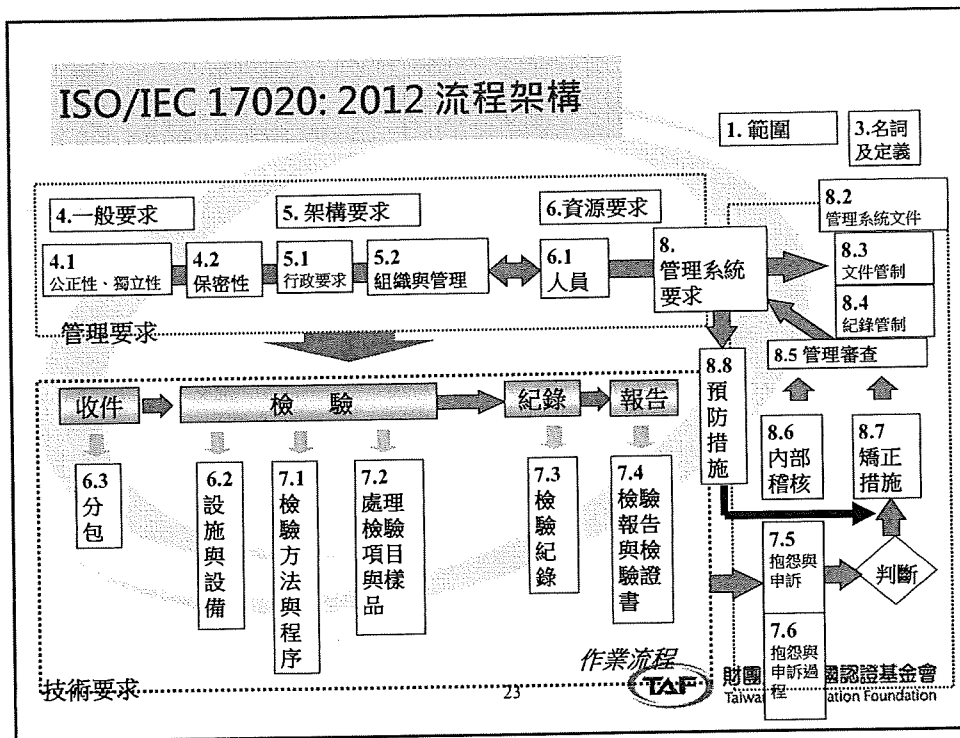 ISO/IEC 17020: 2012 流程架構
1. 範圍
3.名詞
及定義
4.一般要求
5. 架構要求
6.資源要求
8.2
管理系統文件
4.1
公正性、獨立性
4.2
保密性
5.1
行政要求
5.2
組織與管理
6.1
人員
8.
管理系統
要求
8.3
文件管制
8.4
紀錄管制
管理要求
8.5 管理審查
8.8
預
防
措
施
收件
檢 驗
紀錄
報告
8.6
內部
稽核
8.7
矯正
措施
6.3
分
包
6.2
設
施
與
設
備
7.1
檢
驗
方
法
與
程
序
7.2
處理
檢驗
項目
與樣
品
7.3
檢
驗
紀
錄
7.4
檢驗
報告
與檢
驗證
書
7.5
抱怨與
申訴
判斷
7.6
抱怨與
申訴過
程
作業流程
技術要求
23
TAF
財團
國認證基金會
Taiwa
ation Foundation